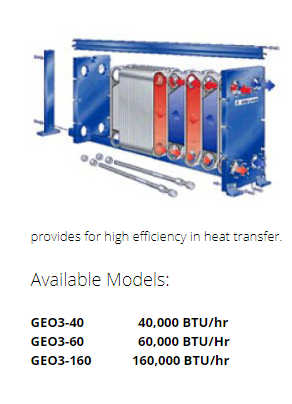 provides for high efficiency in heat transfer.
Available Models:
GEO3-40 40,000 BTU/hr
GEO3-60 60,000 BTU/Hr
GEO3-160 160,000 BTU/hr